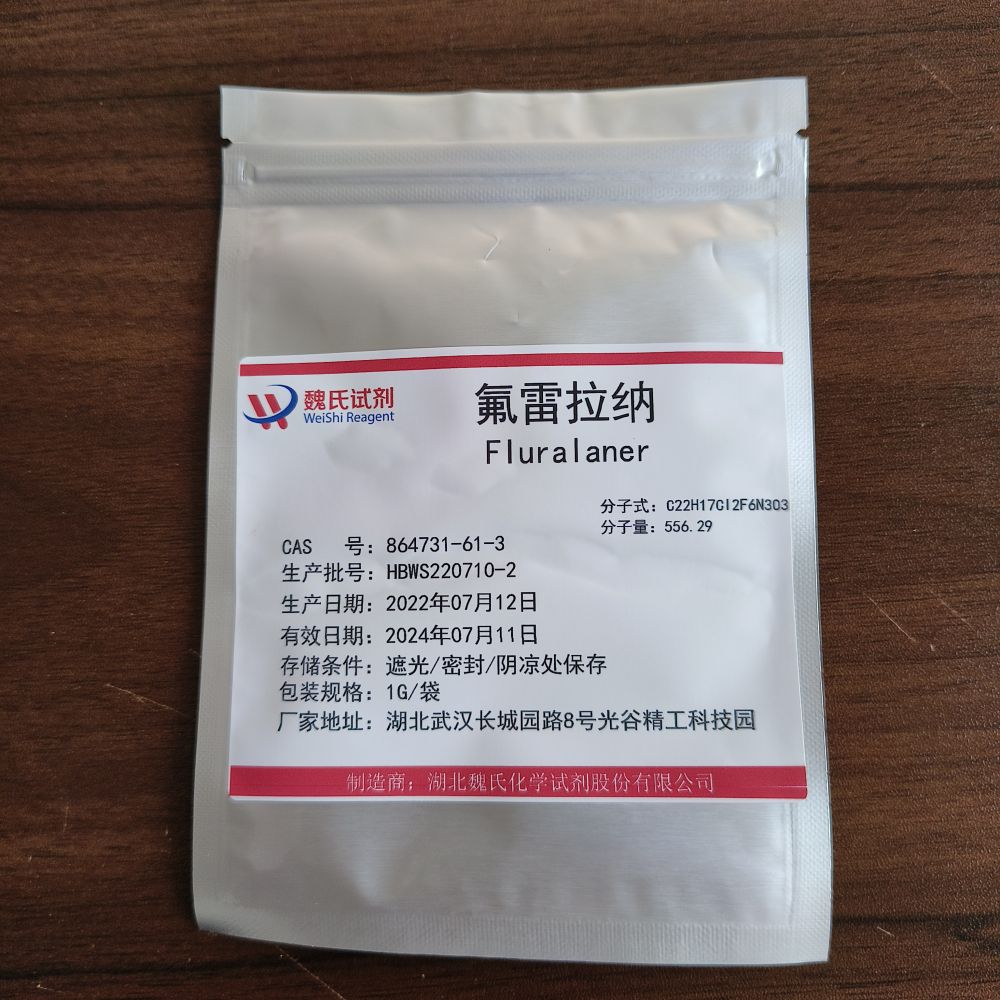 魏氏试剂
WeiShi Reagent
氟雷拉纳
Fluralaner
分子式：C22H17Cl2F6N3O3
分子量：556.29
CAS 号：864731-61-3
生产批号：HBWS220710-2
生产日期：2022年07月12日
有效日期：2024年07月11日
存储条件：遮光/密封/阴凉处保存
包装规格：1G/袋
厂家地址：湖北武汉长城园路8号光谷精工科技园
制造商：湖北魏氏化学试剂股份有限公司